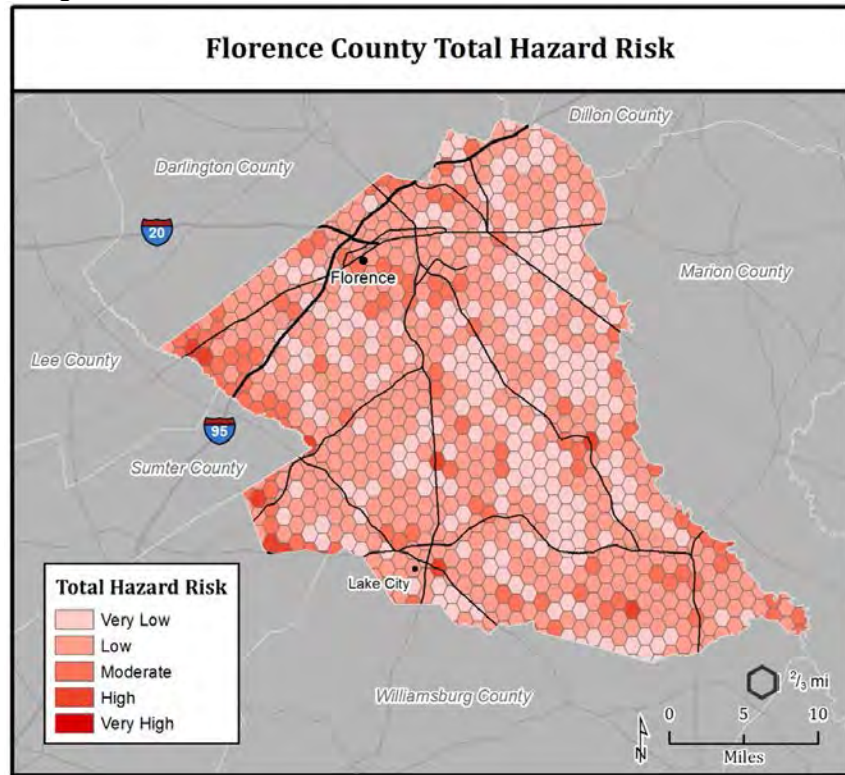 Florence County Total Hazard Risk
Dillon County
Darlington County
20
Florence
Marion County
Lee County
95
Sumter County
Lake City
Total Hazard Risk
Very Low
Low
Moderate
High
Very High
Williamsburg County
2/3 mi
N
0 5 10
Miles